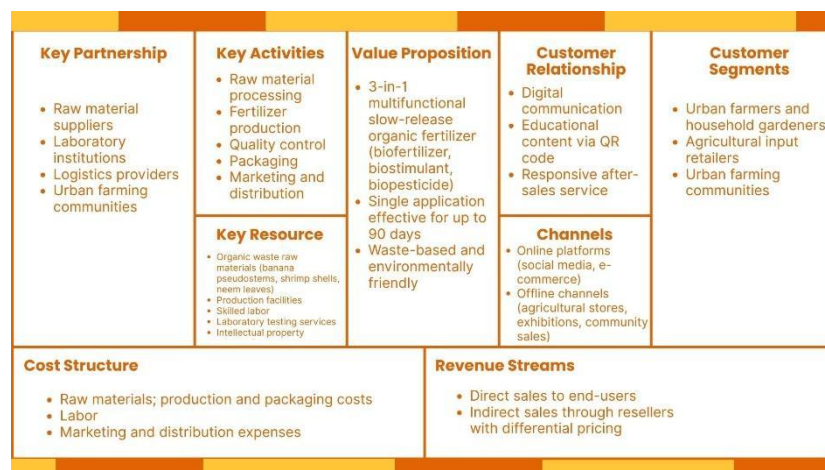 Key Partnership
• Raw material
suppliers
• Laboratory
institutions
• Logistics providers
• Urban farming
communities
Key Activities
• Raw material
processing
• Fertilizer
production
• Quality control
• Packaging
• Marketing and
distribution
Key Resource
• Organic waste raw
materials (banana
pseudostems, shrimp shells,
neem leaves)
• Production facilities
• Skilled labor
• Laboratory testing services
• Intellectual property
Value Proposition
• 3-in-1
multifunctional
slow-release
organic fertilizer
(biofertilizer,
biostimulant,
biopesticide)
• Single application
effective for up to
90 days
• Waste-based and
environmentally
friendly
Customer
Relationship
• Digital
communication
• Educational
content via QR
code
• Responsive after-
sales service
Channels
• Online platforms
(social media, e-
commerce)
• Offline channels
(agricultural stores,
exhibitions, community
sales)
Customer
Segments
• Urban farmers and
household gardeners
• Agricultural input
retailers
• Urban farming
communities
Cost Structure
• Raw materials; production and packaging costs
• Labor
• Marketing and distribution expenses
Revenue Streams
• Direct sales to end-users
• Indirect sales through resellers
with differential pricing